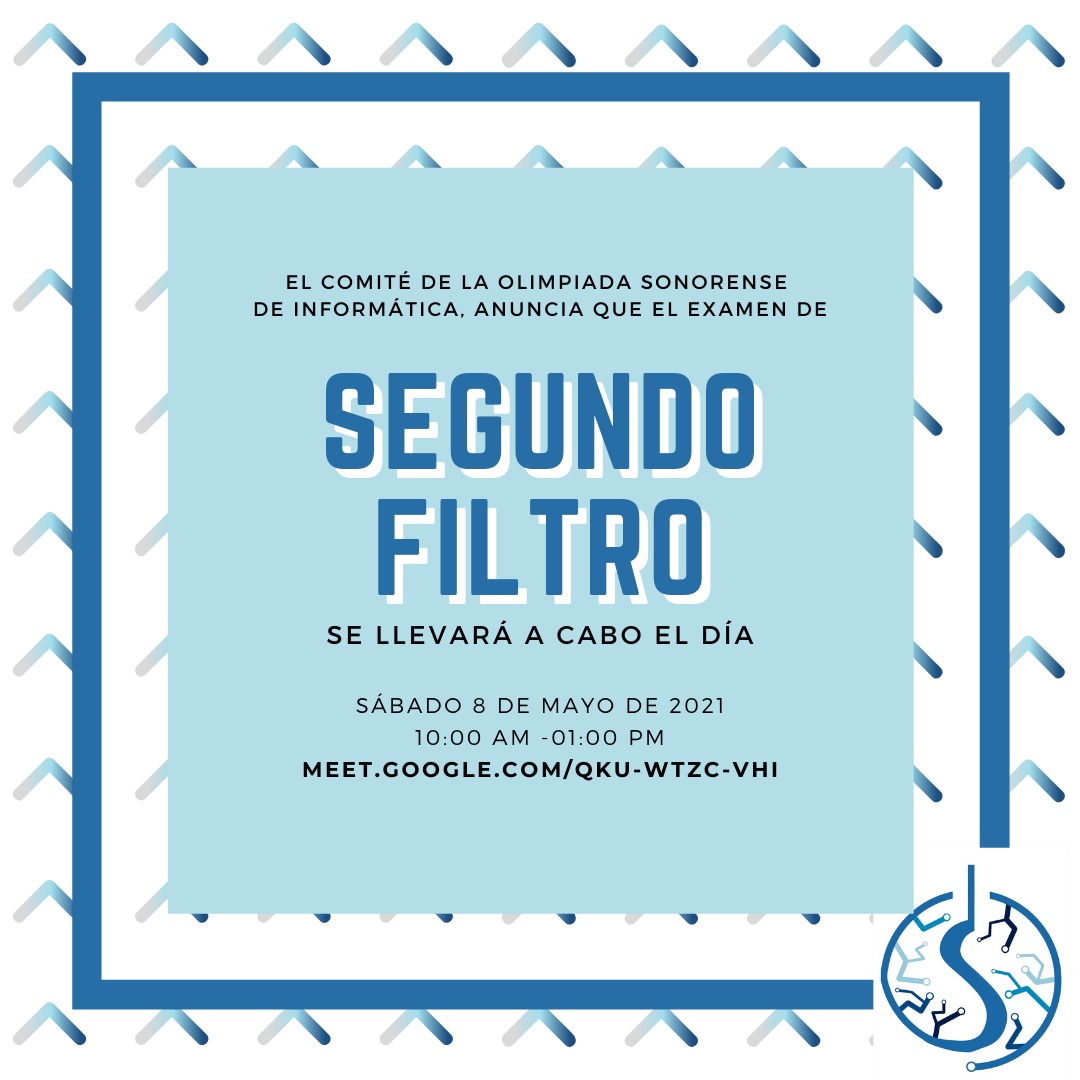 EL COMITÉ DE LA OLIMPIADA SONORENSE
DE INFORMÁTICA, ANUNCIA QUE EL EXAMEN DE
SEGUNDO
FILTRO
SE LLEVARÁ A CABO EL DÍA
SÁBADO 8 DE MAYO DE 2021
10:00 AM -01:00 PM
MEET.GOOGLE.COM/QKU-WTZC-VHI